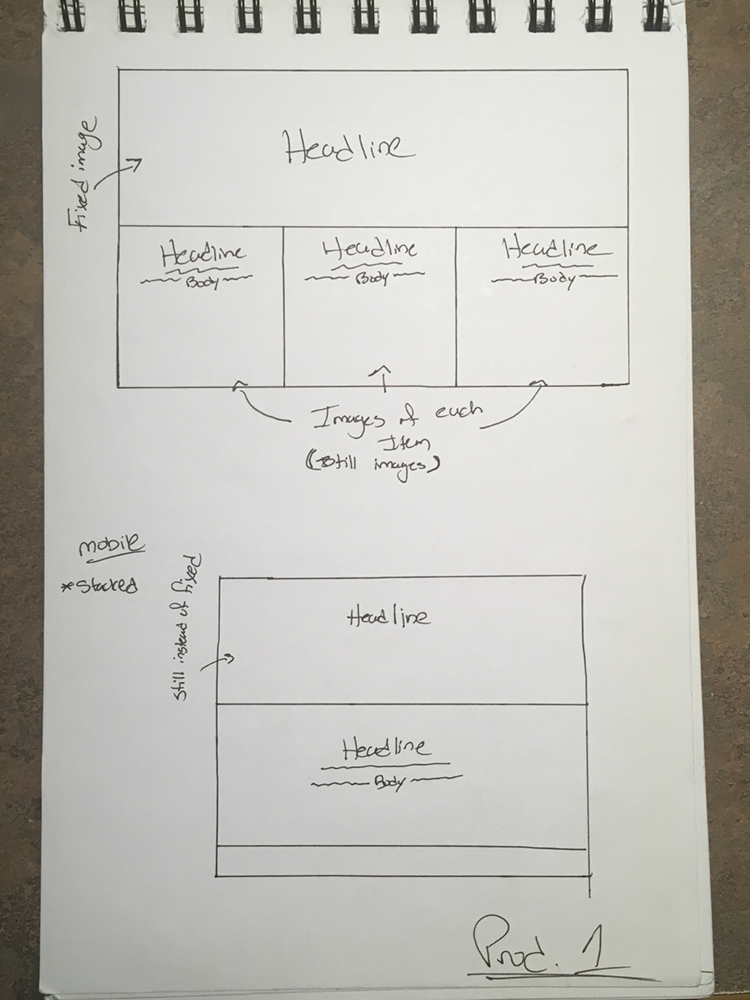 Fixed image
Headline
Headline
Body
Headline
Body
Headline
Body
Images of each
Item
(Still images)
mobile
*Stacked
Still instead of fixed
Headline
Headline
Body
Prod. 1